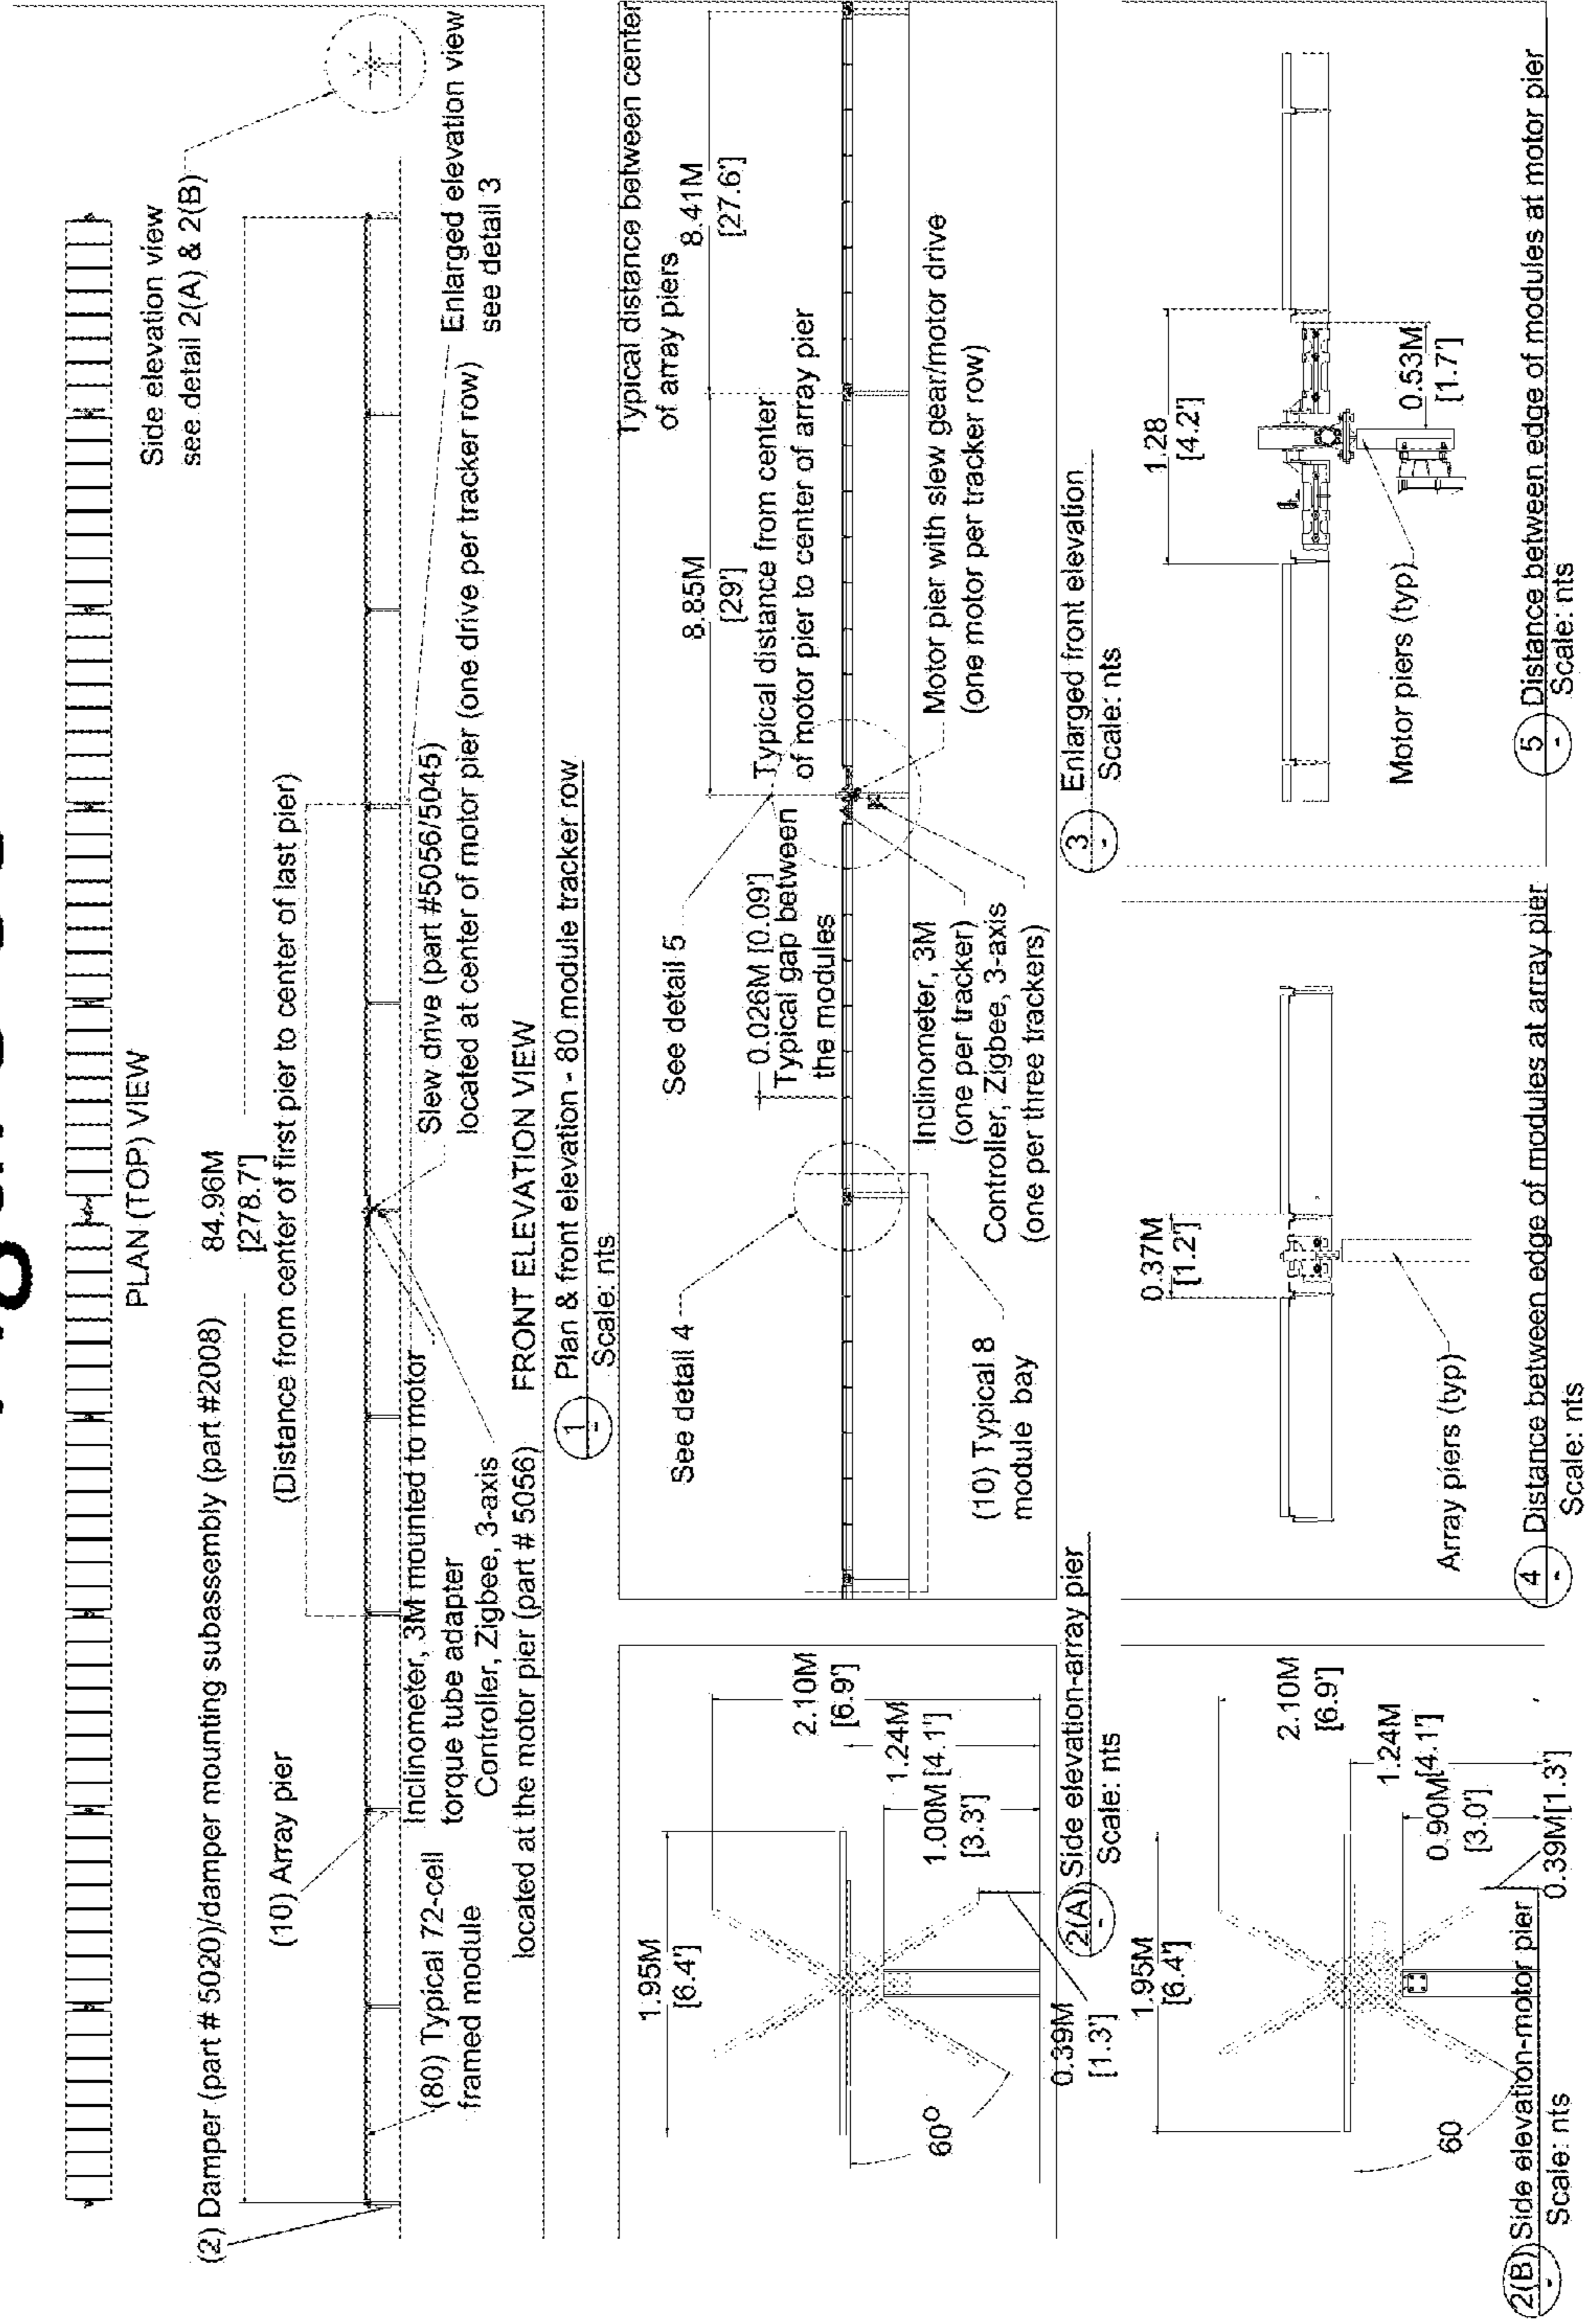 PLAN (TOP) VIEW
Side elevation view
see detail 2(A) & 2(B)
(2) Damper (part # 5020)/damper mounting subassembly (part #2008)
84.96M
[278.7']
(Distance from center of first pier to center of last pier)
(10) Array pier
Enlarged elevation view
see detail 3
(80) Typical 72-cell
framed module
Inclinometer, 3M mounted to motor
torque tube adapter
Controller, Zigbee, 3-axis
located at the motor pier (part # 5056)
Slew drive (part #5056/5045)
located at center of motor pier (one drive per tracker row)
FRONT ELEVATION VIEW
1
-
Plan & front elevation - 80 module tracker row
Scale: nts
1.95M
[6.4']
2.10M
[6.9']
1.24M
[4.1']
1.00M
[3.3']
0.39M
[1.3']
60°
2(A)
-
Side elevation-array pier
Scale: nts
See detail 4
See detail 5
0.026M [0.09']
Typical gap between
the modules
8.85M
[29']
Typical distance from center
of motor pier to center of array pier
Typical distance between center
of array piers
8.41M
[27.6']
(10) Typical 8
module bay
Inclinometer, 3M
(one per tracker)
Controller, Zigbee, 3-axis
(one per three trackers)
Motor pier with slew gear/motor drive
(one motor per tracker row)
3
-
Enlarged front elevation
Scale: nts
1.95M
[6.4']
2.10M
[6.9']
1.24M
[4.1']
0.90M
[3.0']
0.39M[1.3']
60
2(B)
-
Side elevation-motor pier
Scale: nts
0.37M
[1.2']
Array piers (typ)
4
-
Distance between edge of modules at array pier
Scale: nts
1.28
[4.2']
0.53M
[1.7']
Motor piers (typ)
5
-
Distance between edge of modules at motor pier
Scale: nts